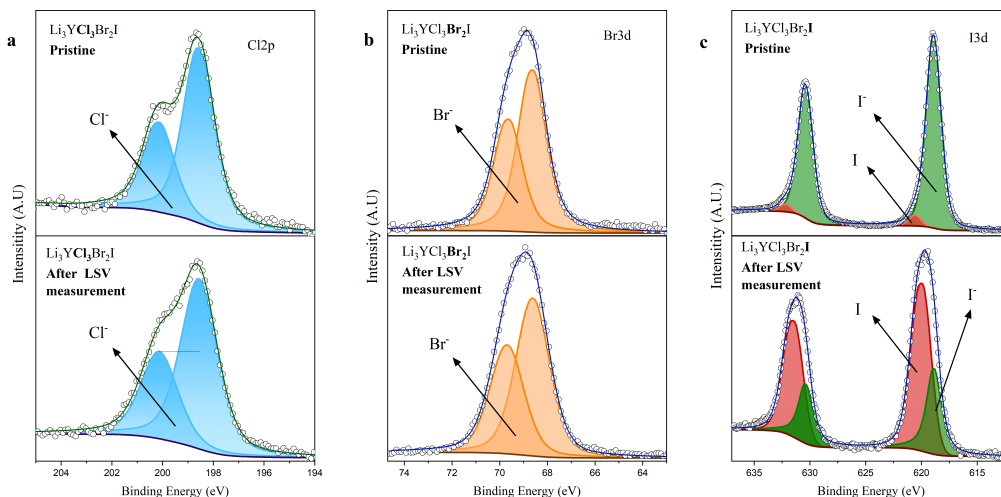 a
Li₃YCl₃Br₂I
Pristine
Cl2p
Cl⁻
Li₃YCl₃Br₂I
After LSV
measurement
Cl⁻
Intensity (A.U)
204 202 200 198 196 194
Binding Energy (eV)
b
Li₃YCl₃Br₂I
Pristine
Br3d
Br⁻
Li₃YCl₃Br₂I
After LSV
measurement
Br⁻
Intensity (A.U)
74 72 70 68 66 64
Binding Energy (eV)
c
Li₃YCl₃Br₂I
Pristine
I3d
I⁻
I
Li₃YCl₃Br₂I
After LSV
measurement
I
I⁻
Intensitity (A.U)
635 630 625 620 615
Binding Energy (eV)